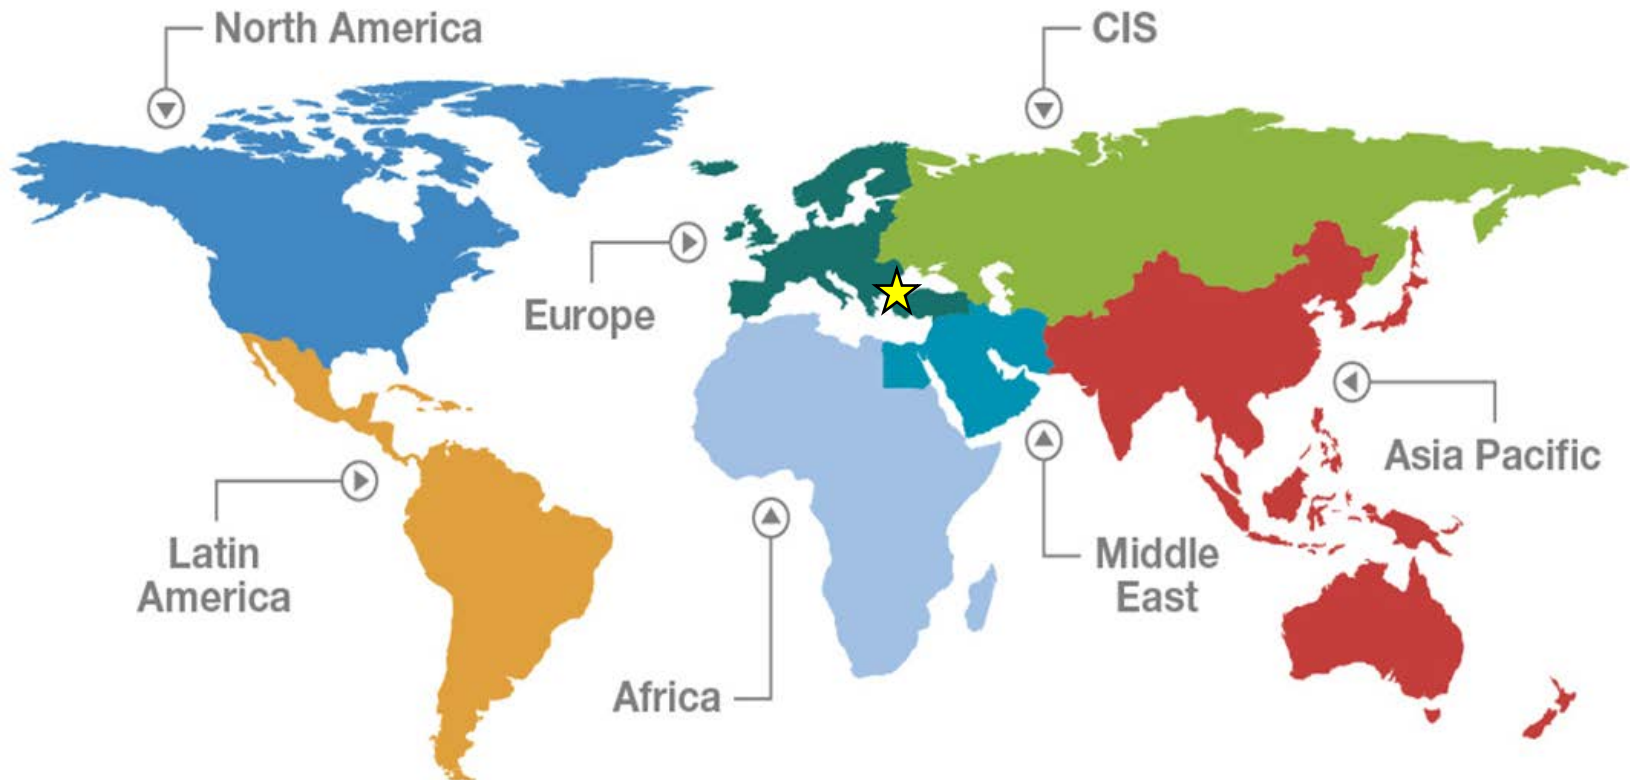 North America
CIS
Europe
Asia Pacific
Latin
America
Middle
East
Africa